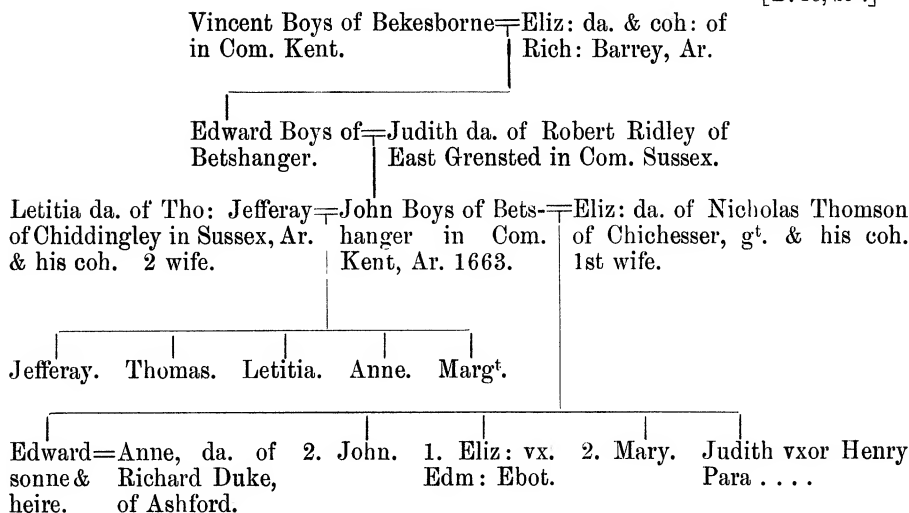 Vincent Boys of Bekesborne=Eliz: da. & coh: of
in Com. Kent. Rich: Barrey, Ar.
Edward Boys of=Judith da. of Robert Ridley of
Betshanger. East Grensted in Com. Sussex.
Letitia da. of Tho: Jefferay=John Boys of Bets-=Eliz: da. of Nicholas Thomson
of Chiddingley in Sussex, Ar. hanger in Com. of Chichesser, gt. & his coh.
& his coh. 2 wife. Kent, Ar. 1663. 1st wife.
Jefferay. Thomas. Letitia. Anne. Margt.
Edward=Anne, da. of 2. John. 1. Eliz: vx. 2. Mary. Judith vxor Henry
sonne & Richard Duke, Edm: Ebot. Para . . . .
heire. of Ashford.